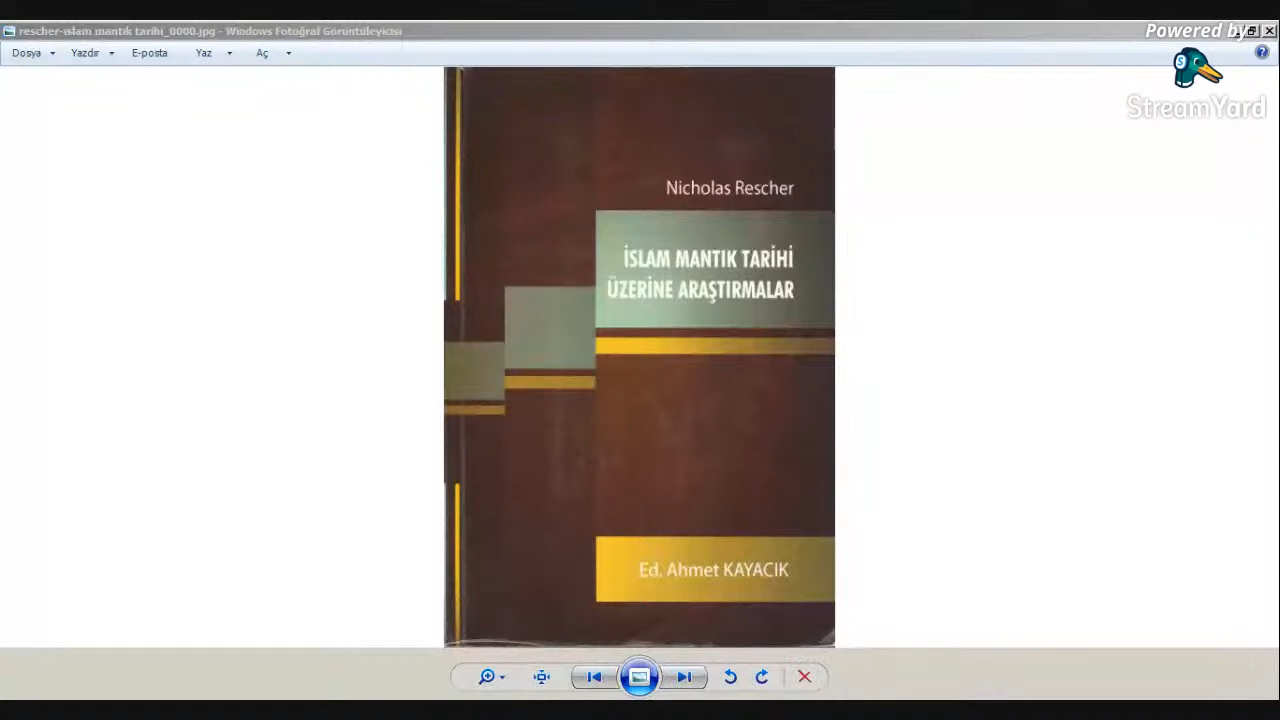 rescher-islam mantık tarihi_0000.jpg - Windows Fotoğraf Görüntüleyicisi
Powered by
Dosya Yazdır E-posta Yaz Aç
StreamYard
Nicholas Rescher
İSLAM MANTIK TARİHİ
ÜZERİNE ARAŞTIRMALAR
Ed. Ahmet KAYACIK